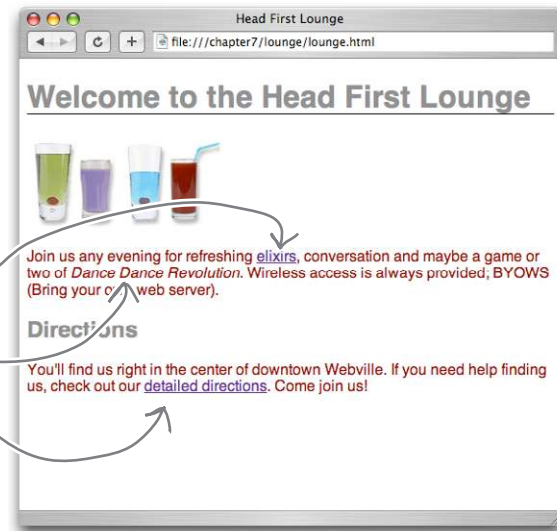 Head First Lounge
file:///chapter7/lounge/lounge.html
Welcome to the Head First Lounge
Join us any evening for refreshing elixirs, conversation and maybe a game or
two of Dance Dance Revolution. Wireless access is always provided; BYOWS
(Bring your web server).
Directions
You'll find us right in the center of downtown Webville. If you need help finding
us, check out our detailed directions. Come join us!